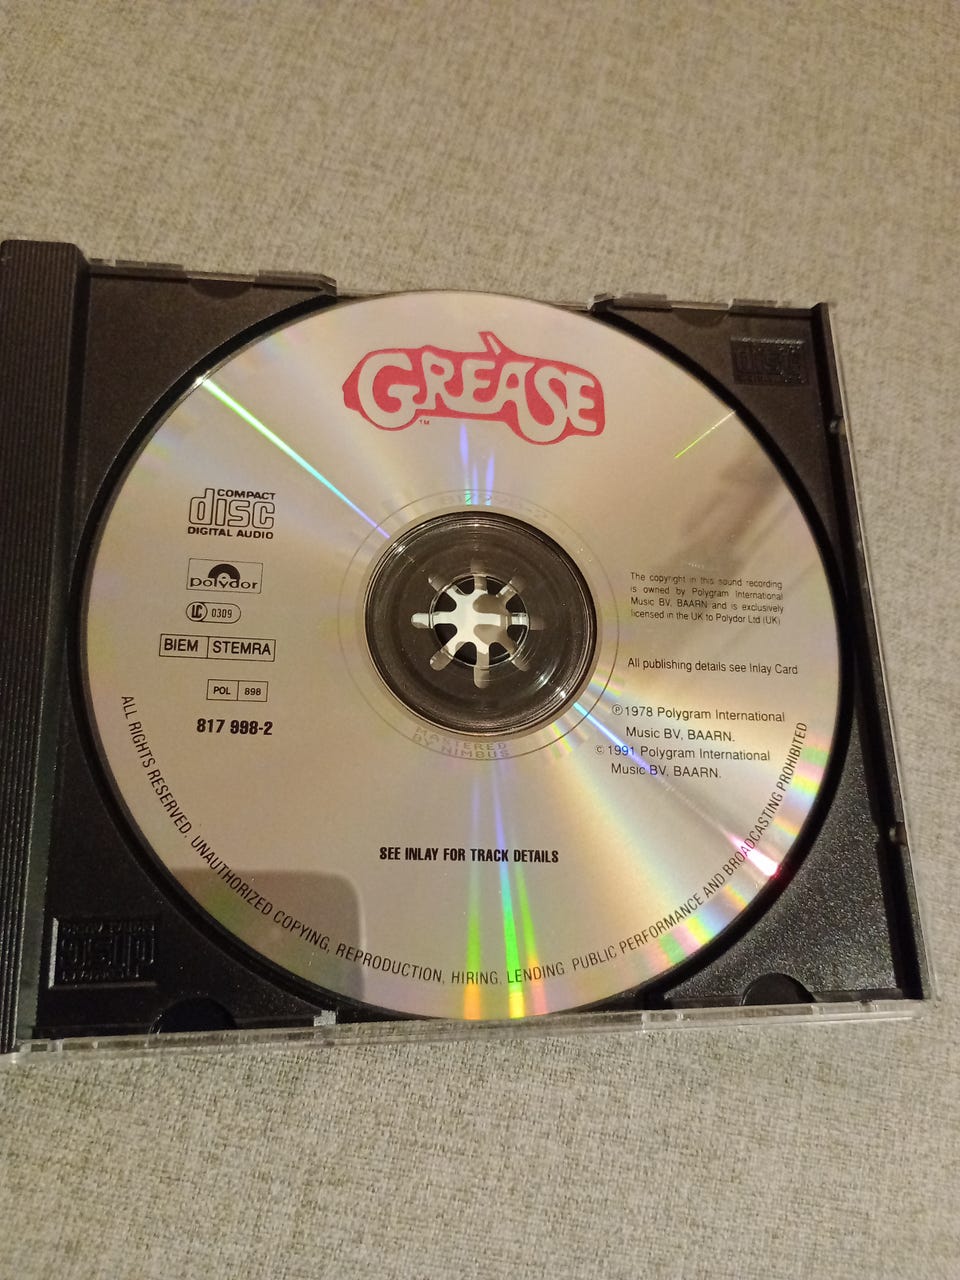 GREASE
™
COMPACT
disc
DIGITAL AUDIO
polydor
LC 0309
BIEM STEMRA
POL 898
817 998-2
The copyright in this sound recording
is owned by Polygram International
Music BV, BAARN and is exclusively
licensed in the UK to Polydor Ltd (UK)
All publishing details see Inlay Card
℗ 1978 Polygram International
Music BV, BAARN.
© 1991 Polygram International
Music BV, BAARN.
MASTERED
BY NIMBUS
SEE INLAY FOR TRACK DETAILS
ALL RIGHTS RESERVED. UNAUTHORIZED COPYING, REPRODUCTION, HIRING, LENDING, PUBLIC PERFORMANCE AND BROADCASTING PROHIBITED
disc
disc